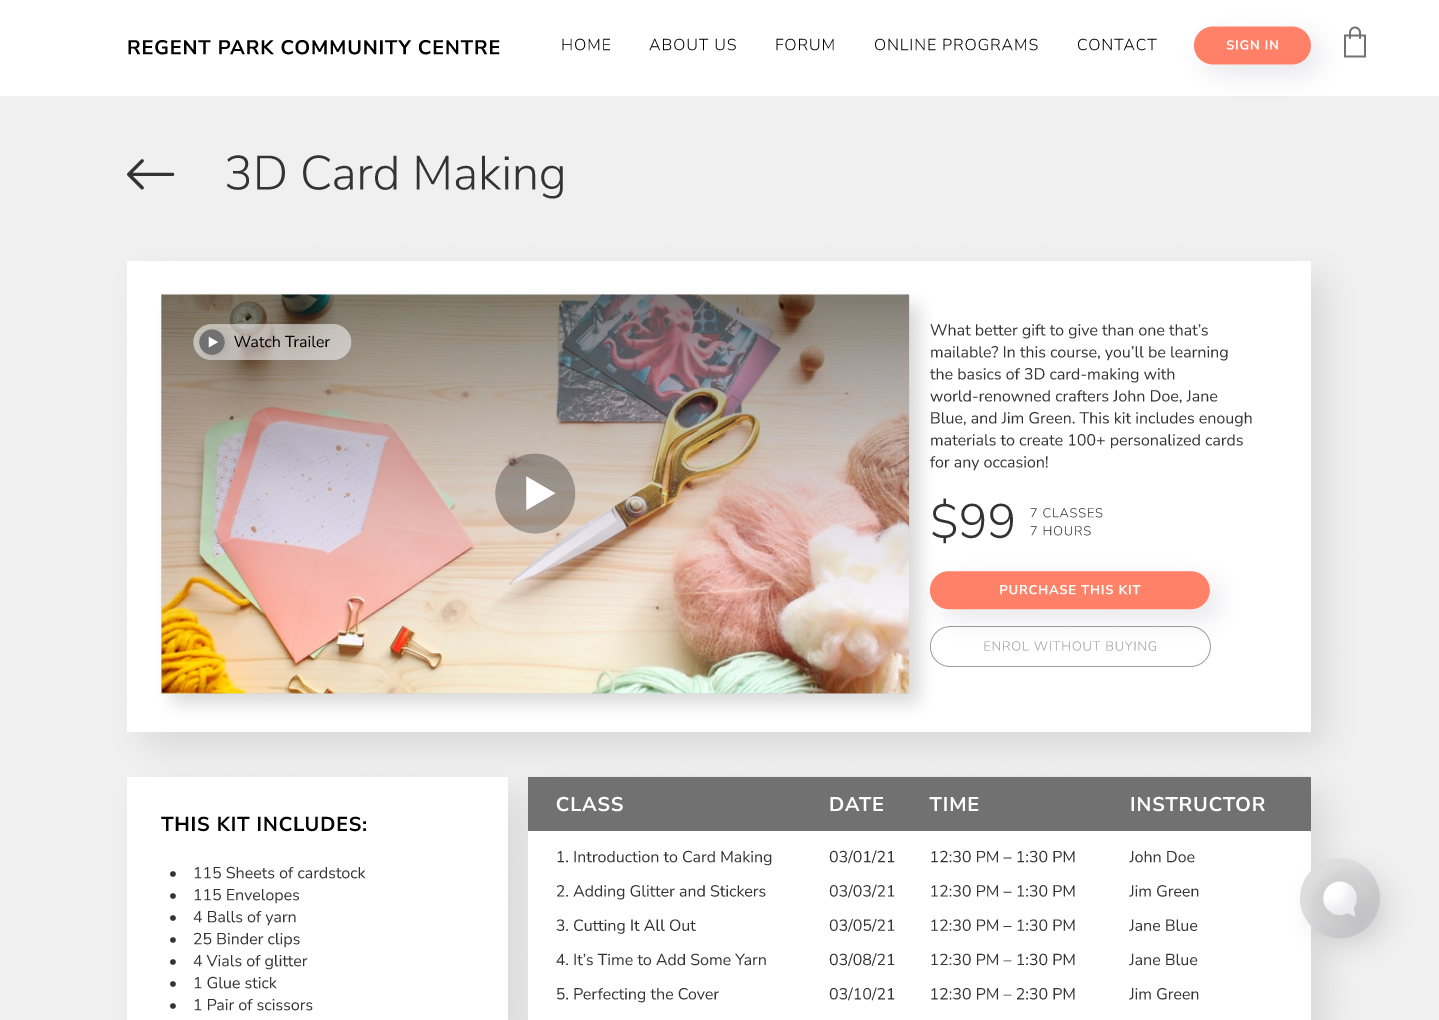 REGENT PARK COMMUNITY CENTRE
HOME
ABOUT US
FORUM
ONLINE PROGRAMS
CONTACT
SIGN IN
3D Card Making
Watch Trailer
What better gift to give than one that’s
mailable? In this course, you’ll be learning
the basics of 3D card-making with
world-renowned crafters John Doe, Jane
Blue, and Jim Green. This kit includes enough
materials to create 100+ personalized cards
for any occasion!
$99
7 CLASSES
7 HOURS
PURCHASE THIS KIT
ENROL WITHOUT BUYING
THIS KIT INCLUDES:
• 115 Sheets of cardstock
• 115 Envelopes
• 4 Balls of yarn
• 25 Binder clips
• 4 Vials of glitter
• 1 Glue stick
• 1 Pair of scissors
CLASS DATE TIME INSTRUCTOR
1. Introduction to Card Making 03/01/21 12:30 PM – 1:30 PM John Doe
2. Adding Glitter and Stickers 03/03/21 12:30 PM – 1:30 PM Jim Green
3. Cutting It All Out 03/05/21 12:30 PM – 1:30 PM Jane Blue
4. It’s Time to Add Some Yarn 03/08/21 12:30 PM – 1:30 PM Jane Blue
5. Perfecting the Cover 03/10/21 12:30 PM – 2:30 PM Jim Green